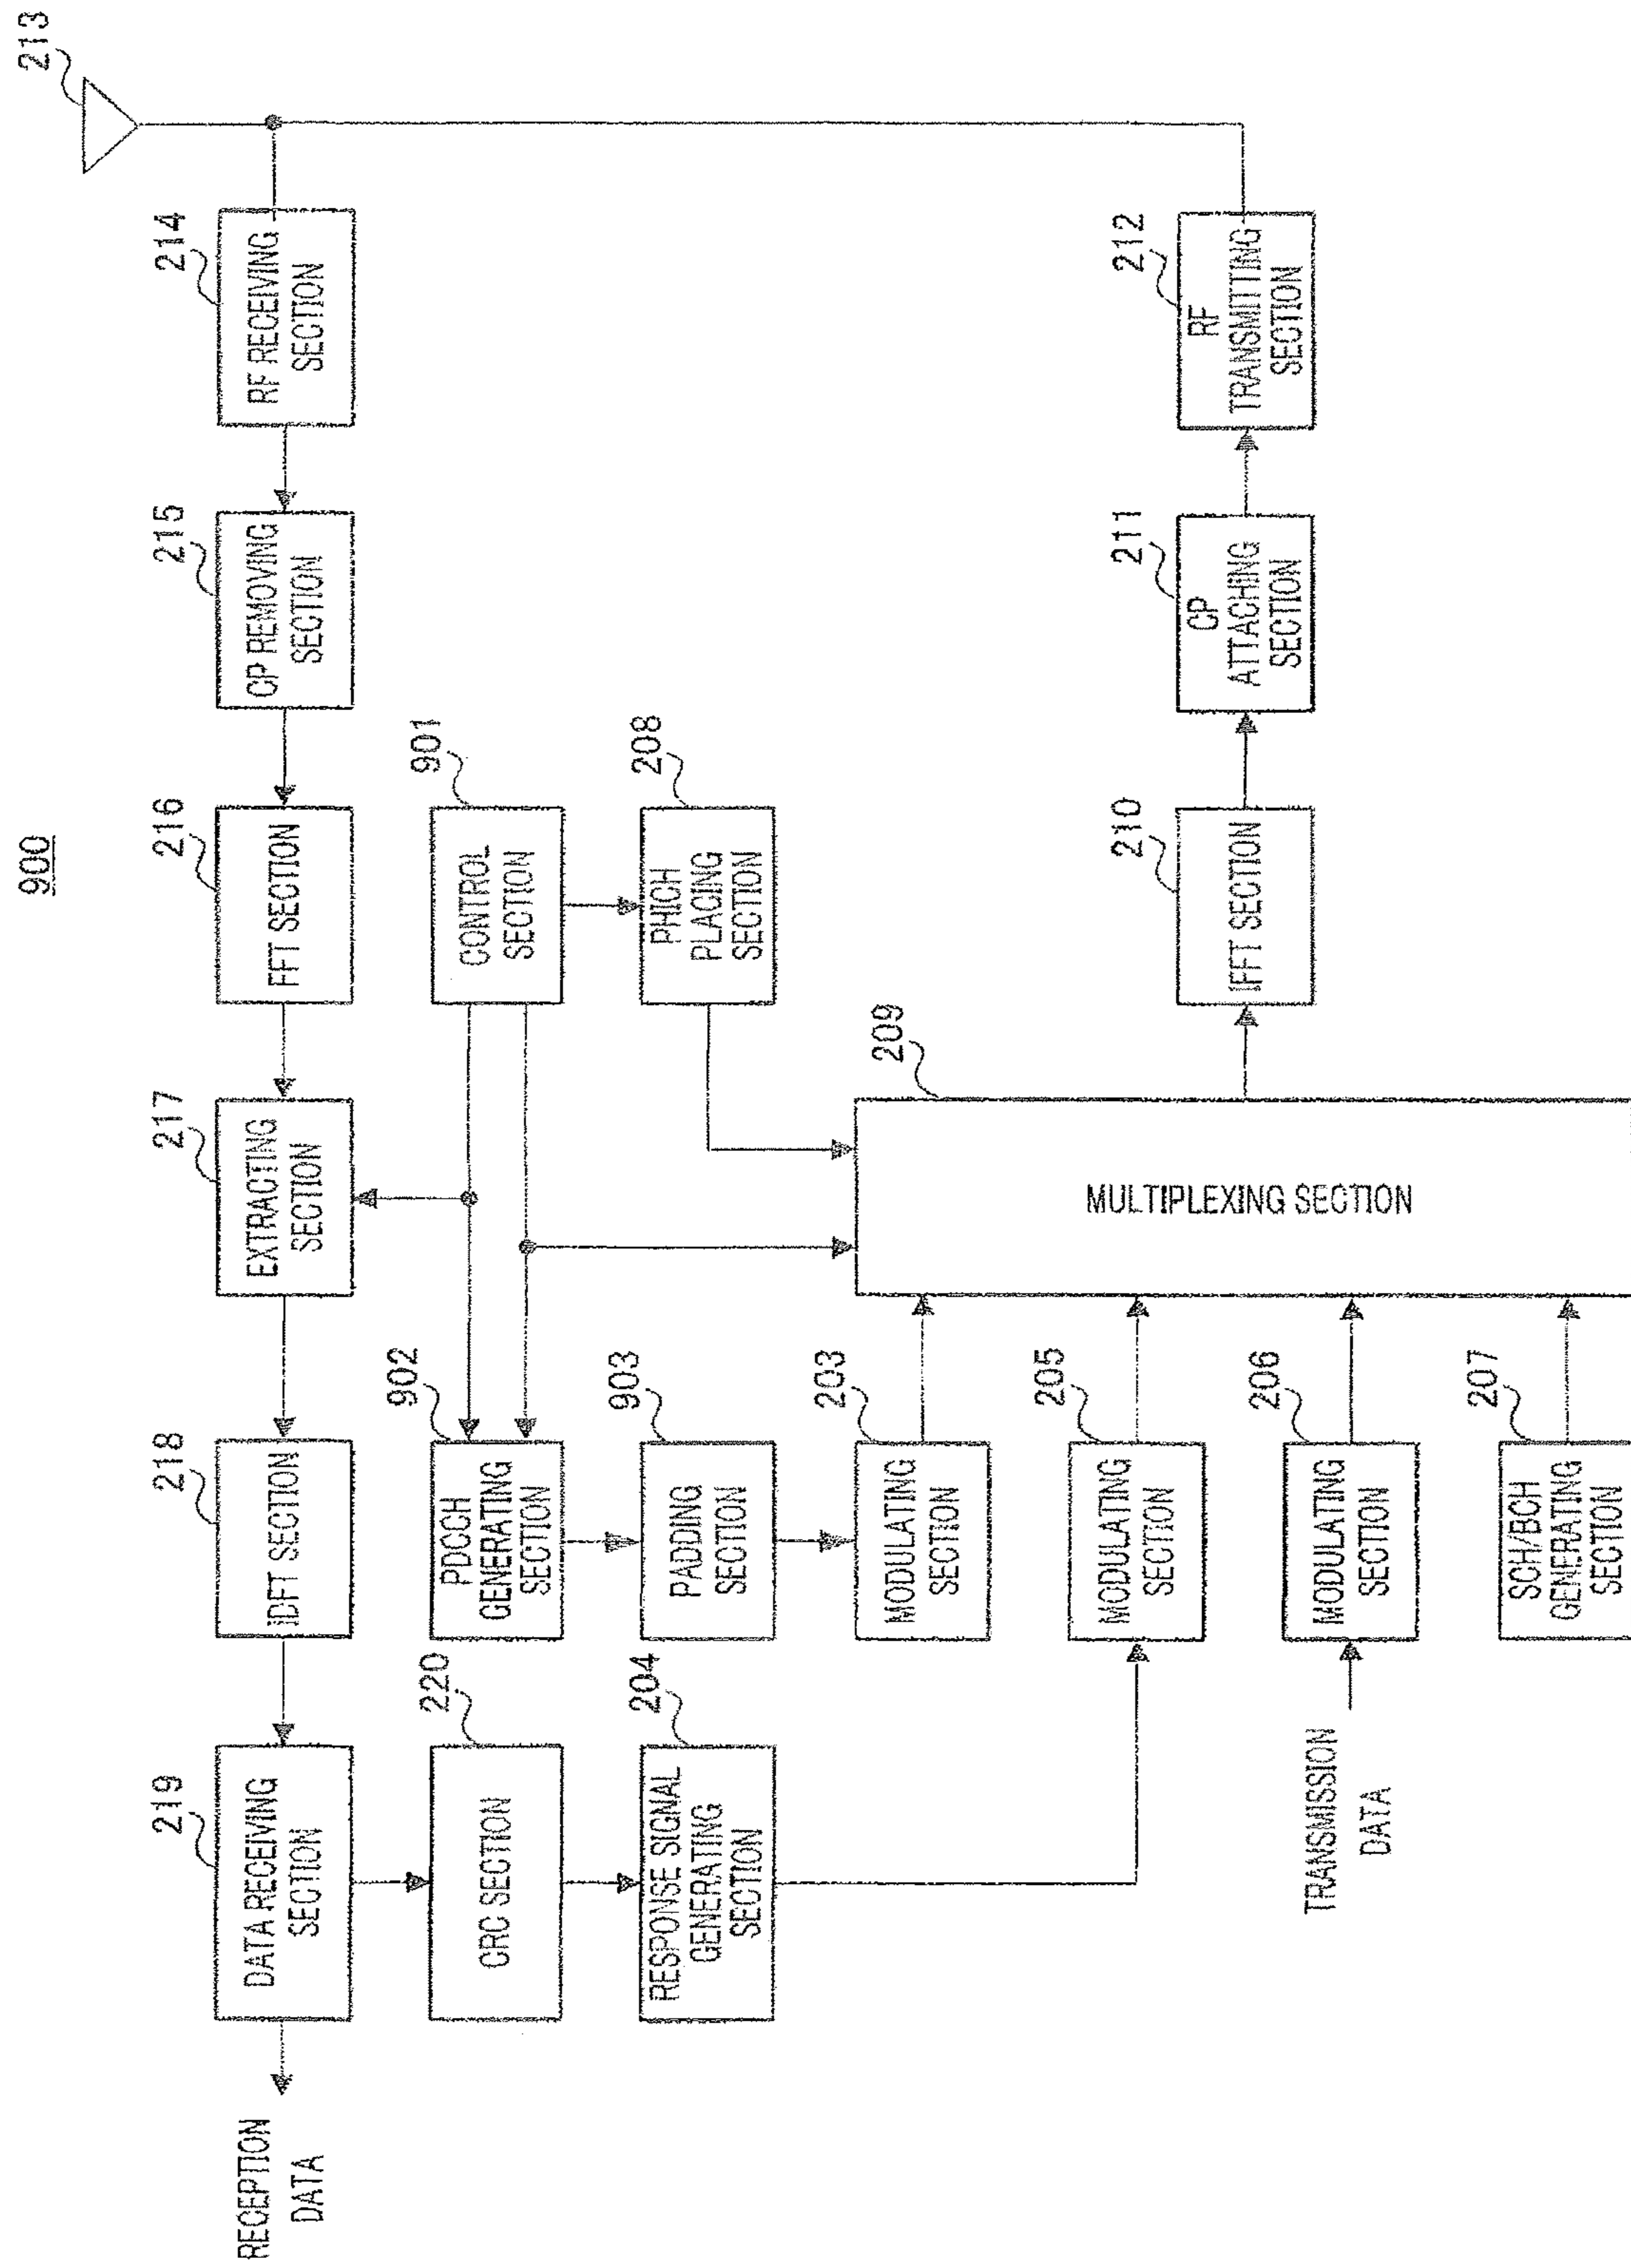 900
213
214
RF RECEIVING
SECTION
215
CP REMOVING
SECTION
216
FFT SECTION
217
EXTRACTING
SECTION
218
IDFT SECTION
219
DATA RECEIVING
SECTION
RECEPTION
DATA
901
CONTROL
SECTION
902
PDCCH
GENERATING
SECTION
220
CRC SECTION
208
PHICH
PLACING
SECTION
903
PADDING
SECTION
204
RESPONSE SIGNAL
GENERATING
SECTION
209
MULTIPLEXING SECTION
203
MODULATING
SECTION
205
MODULATING
SECTION
206
MODULATING
SECTION
TRANSMISSION
DATA
207
SCH/BCH
GENERATING
SECTION
210
IFFT SECTION
211
CP
ATTACHING
SECTION
212
RF
TRANSMITTING
SECTION